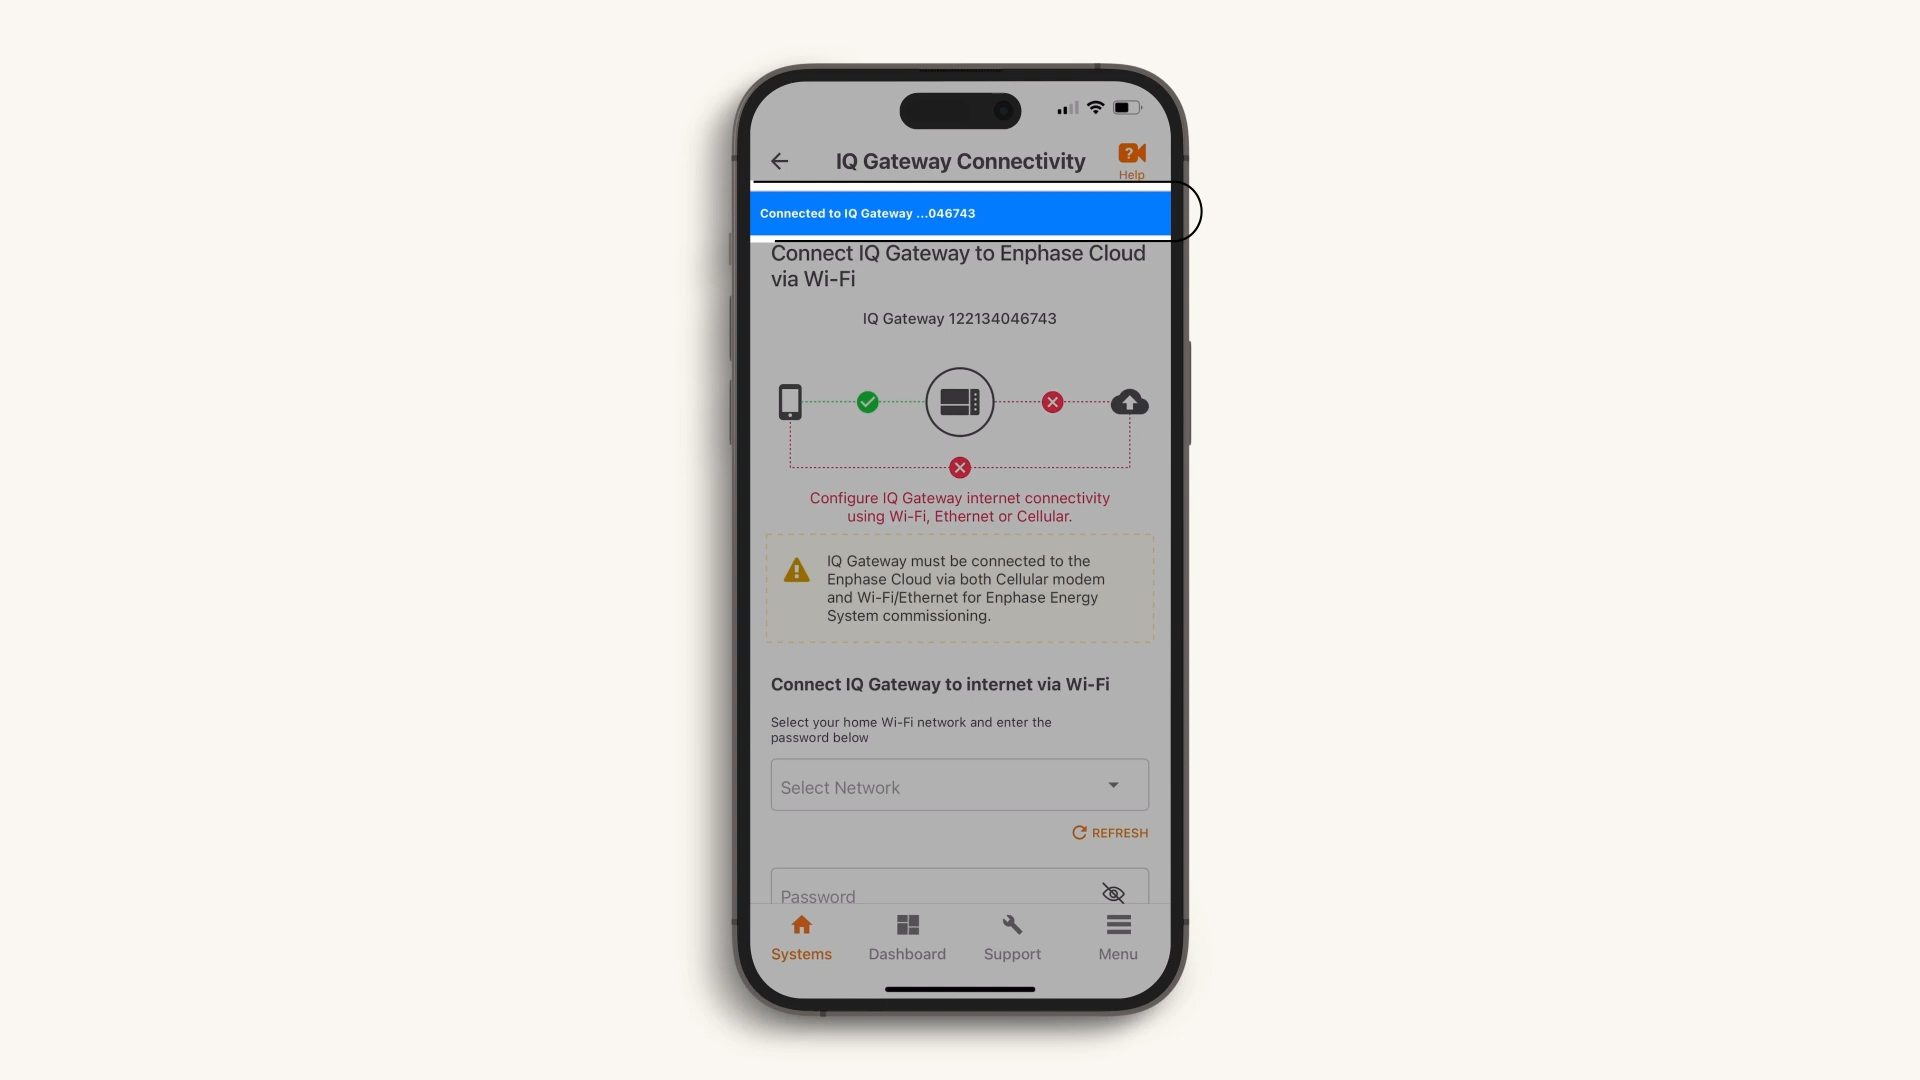 IQ Gateway Connectivity
Help
Connected to IQ Gateway ...046743
Connect IQ Gateway to Enphase Cloud
via Wi-Fi
IQ Gateway 122134046743
Configure IQ Gateway internet connectivity
using Wi-Fi, Ethernet or Cellular.
IQ Gateway must be connected to the
Enphase Cloud via both Cellular modem
and Wi-Fi/Ethernet for Enphase Energy
System commissioning.
Connect IQ Gateway to internet via Wi-Fi
Select your home Wi-Fi network and enter the
password below
Select Network
REFRESH
Password
Systems
Dashboard
Support
Menu